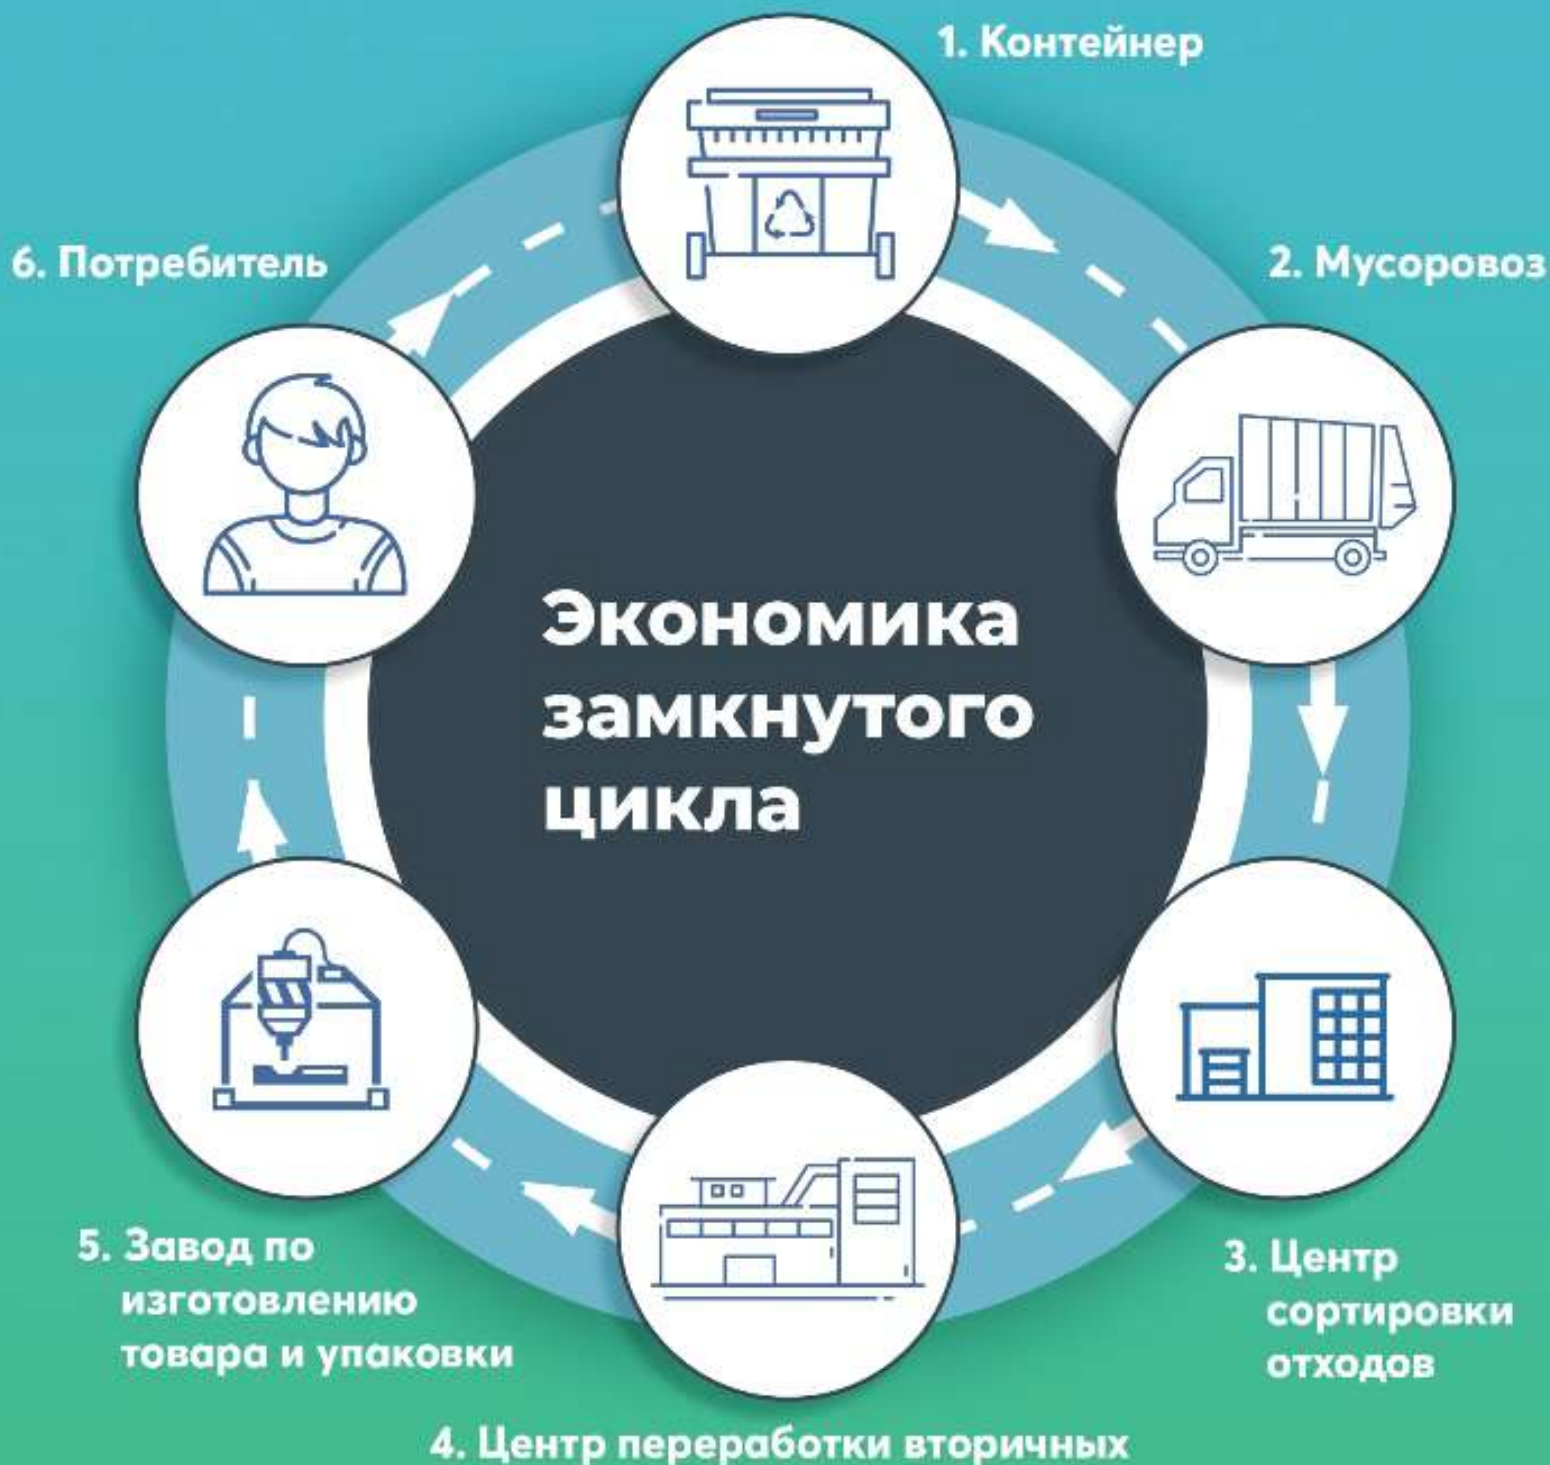 1. Контейнер
2. Мусоровоз
6. Потребитель
Экономика
замкнутого
цикла
5. Завод по
изготовлению
товара и упаковки
3. Центр
сортировки
отходов
4. Центр переработки вторичных